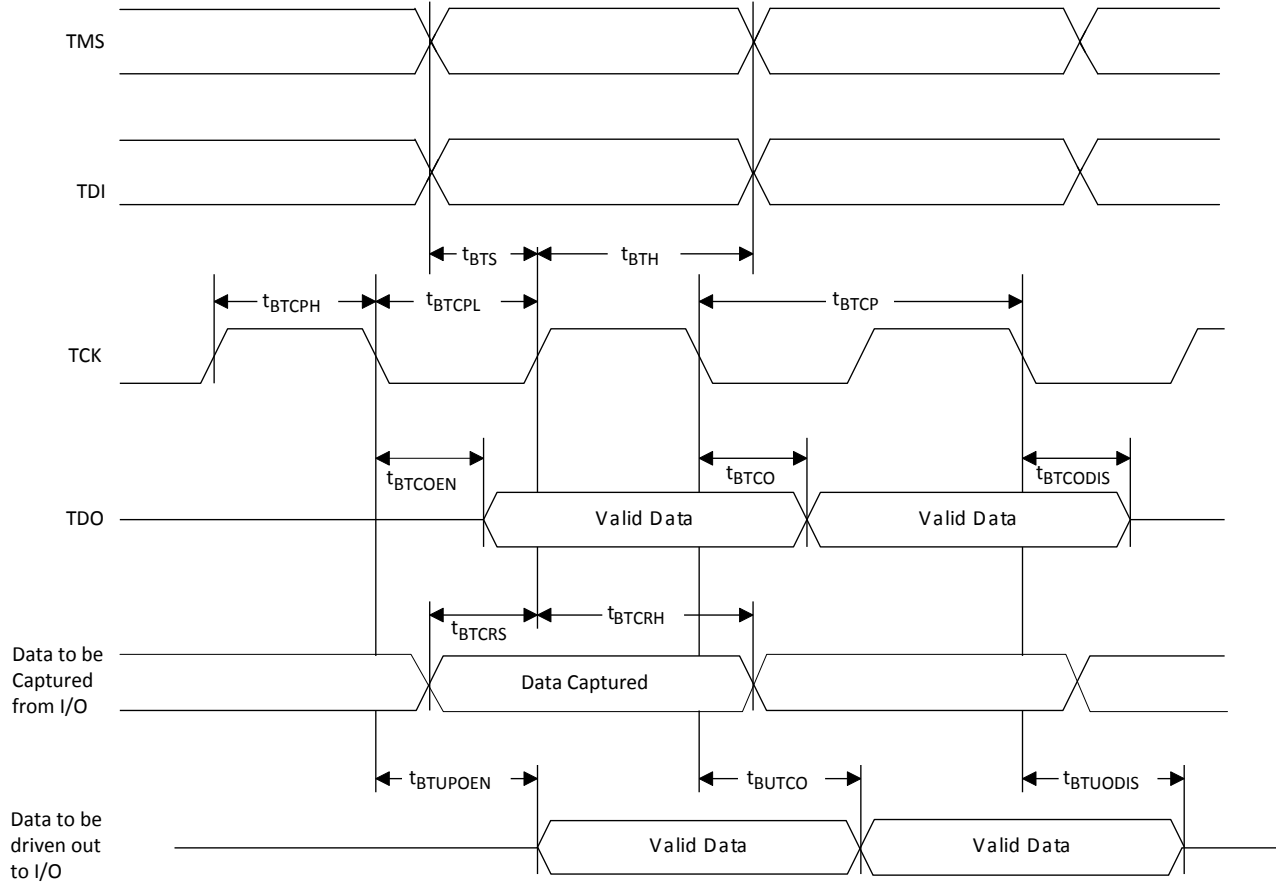 TMS
TDI
tBTS
tBTH
tBTCPH
tBTCPL
tBTCP
TCK
tBTCOEN
tBTCO
tBTCODIS
TDO
Valid Data
Valid Data
tBTCRS
tBTCRH
Data to be
Captured
from I/O
Data Captured
tBTUPOEN
tBUTCO
tBTUODIS
Data to be
driven out
to I/O
Valid Data
Valid Data